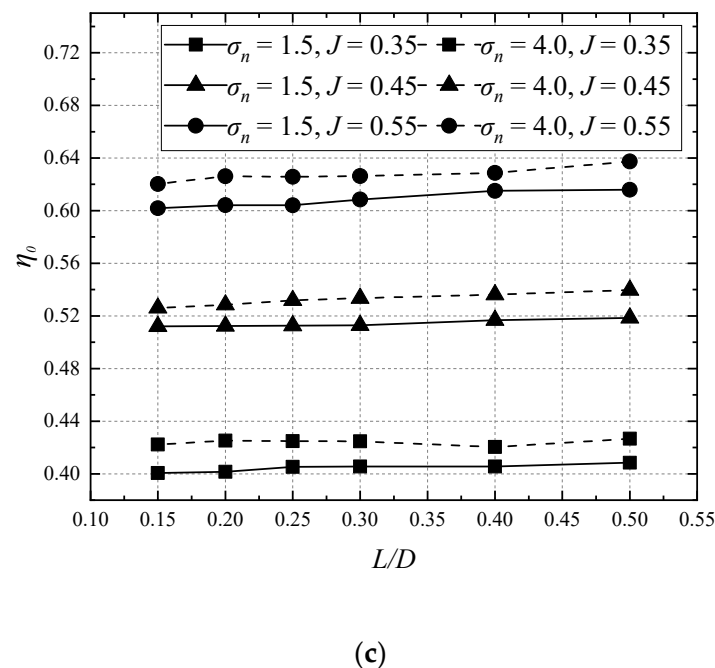 σn = 1.5, J = 0.35 σn = 4.0, J = 0.35
σn = 1.5, J = 0.45 σn = 4.0, J = 0.45
σn = 1.5, J = 0.55 σn = 4.0, J = 0.55
0.72
0.68
0.64
0.60
0.56
0.52
0.48
0.44
0.40
η0
0.10 0.15 0.20 0.25 0.30 0.35 0.40 0.45 0.50 0.55
L/D
(c)